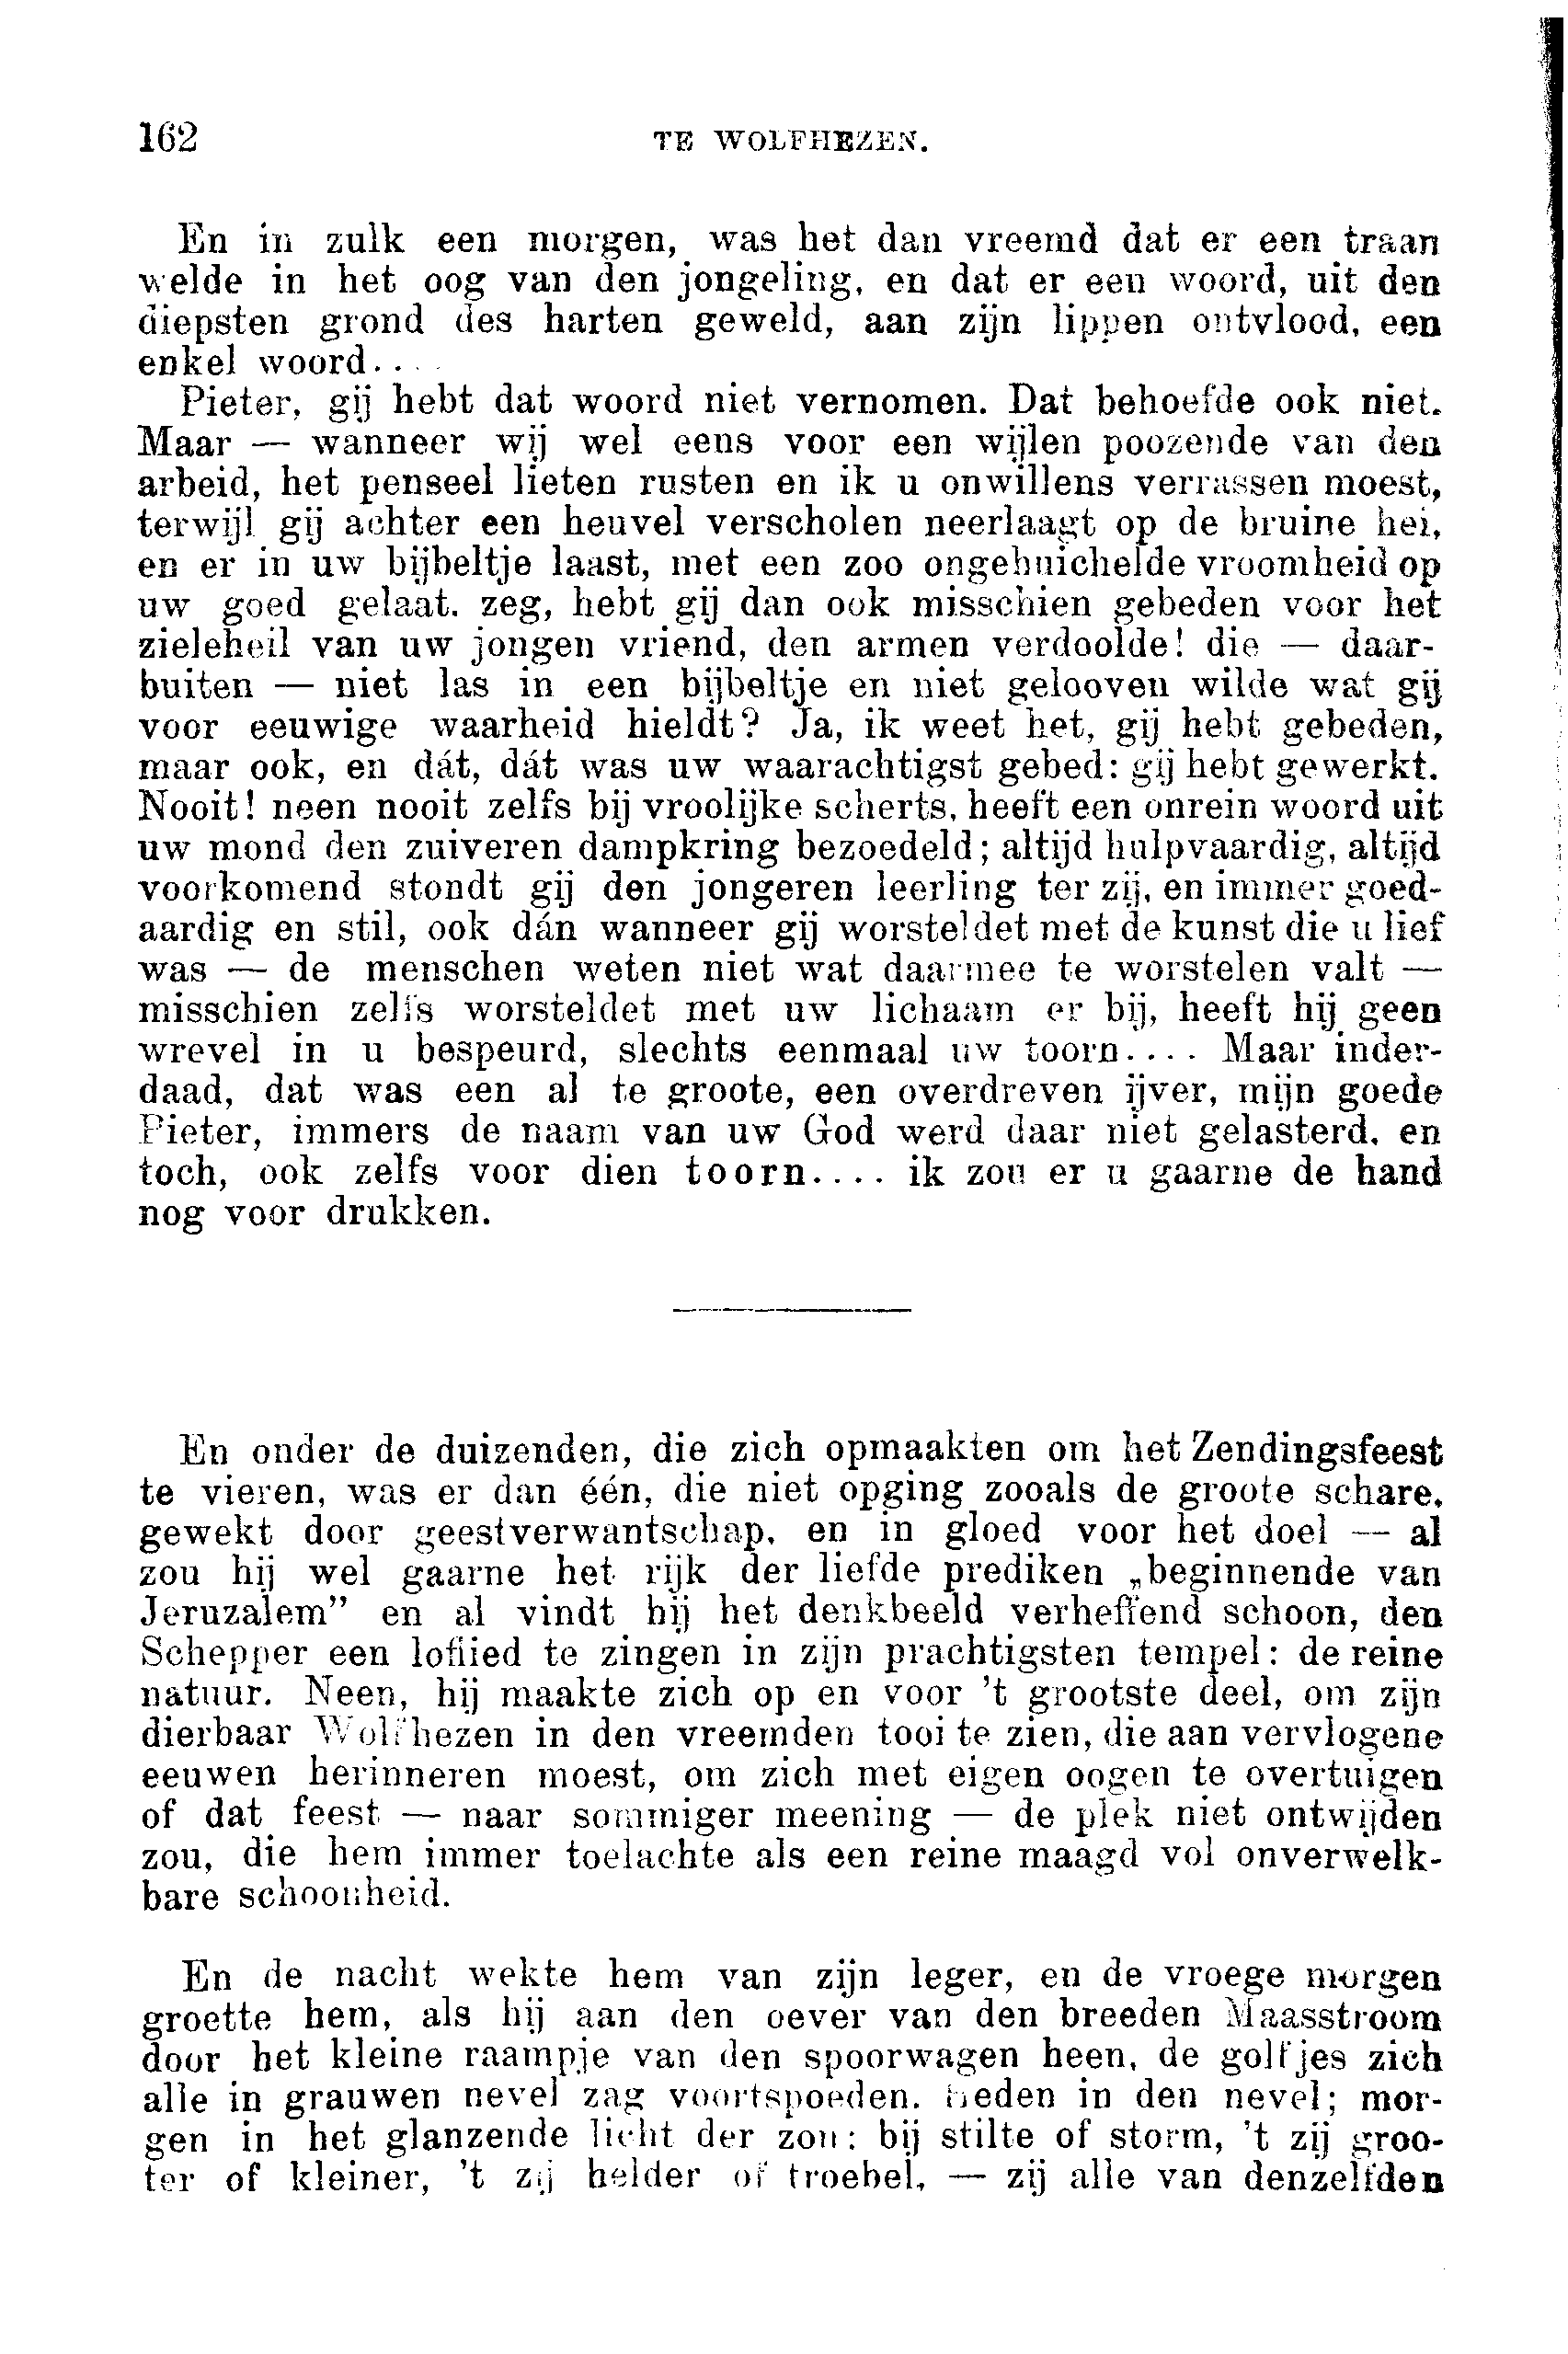 162 TE WOLFHEZEN.
En in zulk een morgen, was het dan vreemd dat er een traan
welde in het oog van den jongeling, en dat er een woord, uit den
diepsten grond des harten geweld, aan zijn lippen ontvlood, een
enkel woord....
Pieter, gij hebt dat woord niet vernomen. Dat behoefde ook niet.
Maar — wanneer wij wel eens voor een wijlen poozende van den
arbeid, het penseel lieten rusten en ik u onwillens verrassen moest,
terwijl gij achter een heuvel verscholen neerlaagt op de bruine hei,
en er in uw bijbeltje laast, met een zoo ongehuichelde vroomheid op
uw goed gelaat. zeg, hebt gij dan ook misschien gebeden voor het
zieleheil van uw jongen vriend, den armen verdoolde! die — daar-
buiten — niet las in een bijbeltje en niet gelooven wilde wat gij
voor eeuwige waarheid hieldt? Ja, ik weet het, gij hebt gebeden,
maar ook, en dát, dát was uw waarachtigst gebed: gij hebt gewerkt.
Nooit! neen nooit zelfs bij vroolijke scherts, heeft een onrein woord uit
uw mond den zuiveren dampkring bezoedeld; altijd hulpvaardig, altijd
voorkomend stondt gij den jongeren leerling ter zij, en immer goed-
aardig en stil, ook dán wanneer gij worsteldet met de kunst die u lief
was — de menschen weten niet wat daarmee te worstelen valt —
misschien zelfs worsteldet met uw lichaam er bij, heeft hij geen
wrevel in u bespeurd, slechts eenmaal uw toorn.... Maar inder-
daad, dat was een al te groote, een overdreven ijver, mijn goede
Pieter, immers de naam van uw God werd daar niet gelasterd. en
toch, ook zelfs voor dien toorn.... ik zou er u gaarne de hand
nog voor drukken.
En onder de duizenden, die zich opmaakten om het Zendingsfeest
te vieren, was er dan één, die niet opging zooals de groote schare,
gewekt door geestverwantschap, en in gloed voor het doel — al
zou hij wel gaarne het rijk der liefde prediken „beginnende van
Jeruzalem” en al vindt hij het denkbeeld verheffend schoon, den
Schepper een loflied te zingen in zijn prachtigsten tempel: de reine
natuur. Neen, hij maakte zich op en voor 't grootste deel, om zijn
dierbaar Wolfhezen in den vreemden tooi te zien, die aan vervlogene
eeuwen herinneren moest, om zich met eigen oogen te overtuigen
of dat feest — naar sommiger meening — de plek niet ontwijden
zou, die hem immer toelachte als een reine maagd vol onverwelk-
bare schoonheid.
En de nacht wekte hem van zijn leger, en de vroege morgen
groette hem, als hij aan den oever van den breeden Maasstroom
door het kleine raampje van den spoorwagen heen, de golfjes zich
alle in grauwen nevel zag voortspoeden. heden in den nevel; mor-
gen in het glanzende licht der zon: bij stilte of storm, 't zij groo-
ter of kleiner, 't zij helder of troebel, — zij alle van denzelfden